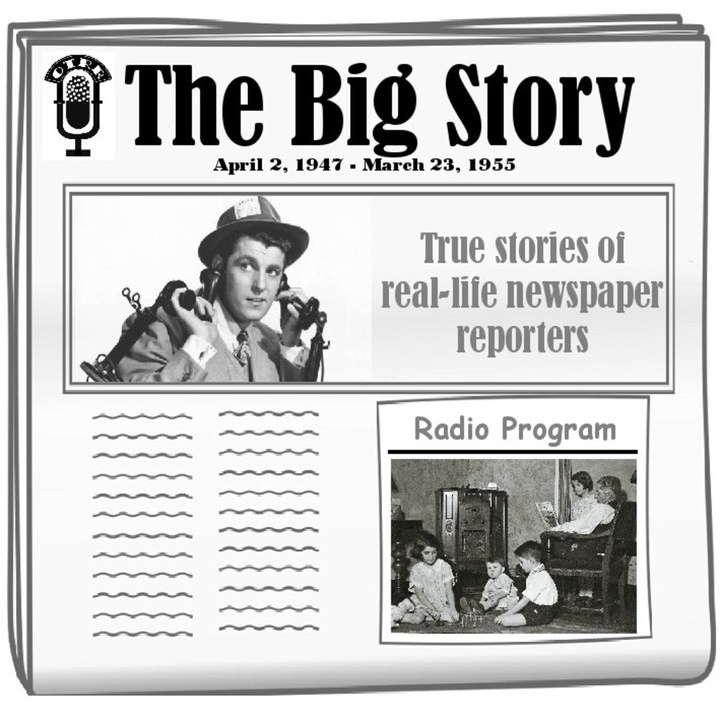 OTRR
The Big Story
April 2, 1947 - March 23, 1955
True stories of
real-life newspaper
reporters
Radio Program